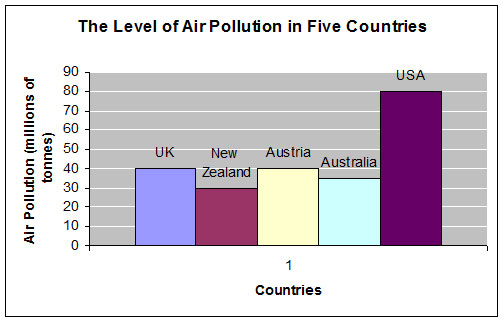 The Level of Air Pollution in Five Countries
Air Pollution (millions of
tonnes)
90
80
70
60
50
40
30
20
10
0
UK
New
Zealand
Austria
Australia
USA
1
Countries